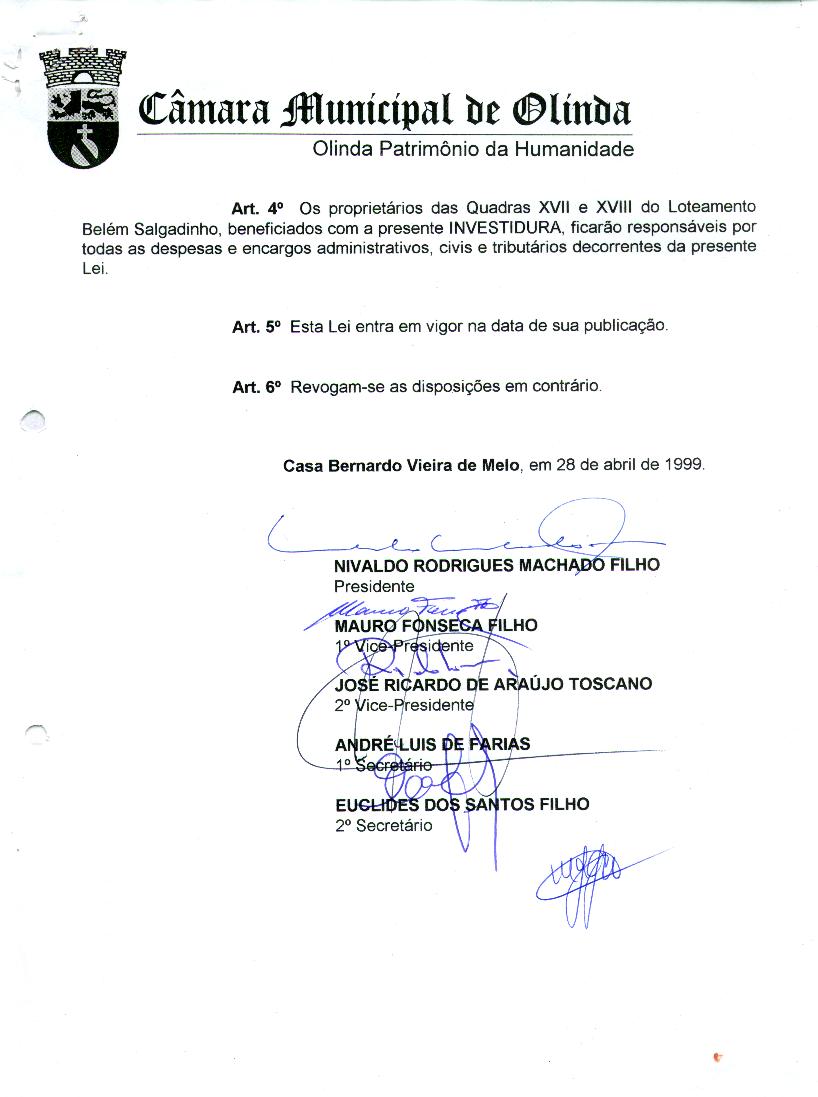 Câmara Municipal de Olinda
Olinda Patrimônio da Humanidade
Art. 4º Os proprietários das Quadras XVII e XVIII do Loteamento
Belém Salgadinho, beneficiados com a presente INVESTIDURA, ficarão responsáveis por
todas as despesas e encargos administrativos, civis e tributários decorrentes da presente
Lei.
Art. 5º Esta Lei entra em vigor na data de sua publicação.
Art. 6º Revogam-se as disposições em contrário.
Casa Bernardo Vieira de Melo, em 28 de abril de 1999.
NIVALDO RODRIGUES MACHADO FILHO
Presidente
MAURO FONSECA FILHO
1º Vice-Presidente
JOSÉ RICARDO DE ARAÚJO TOSCANO
2º Vice-Presidente
ANDRÉ LUIS DE FARIAS
1º Secretário
EUCLIDES DOS SANTOS FILHO
2º Secretário